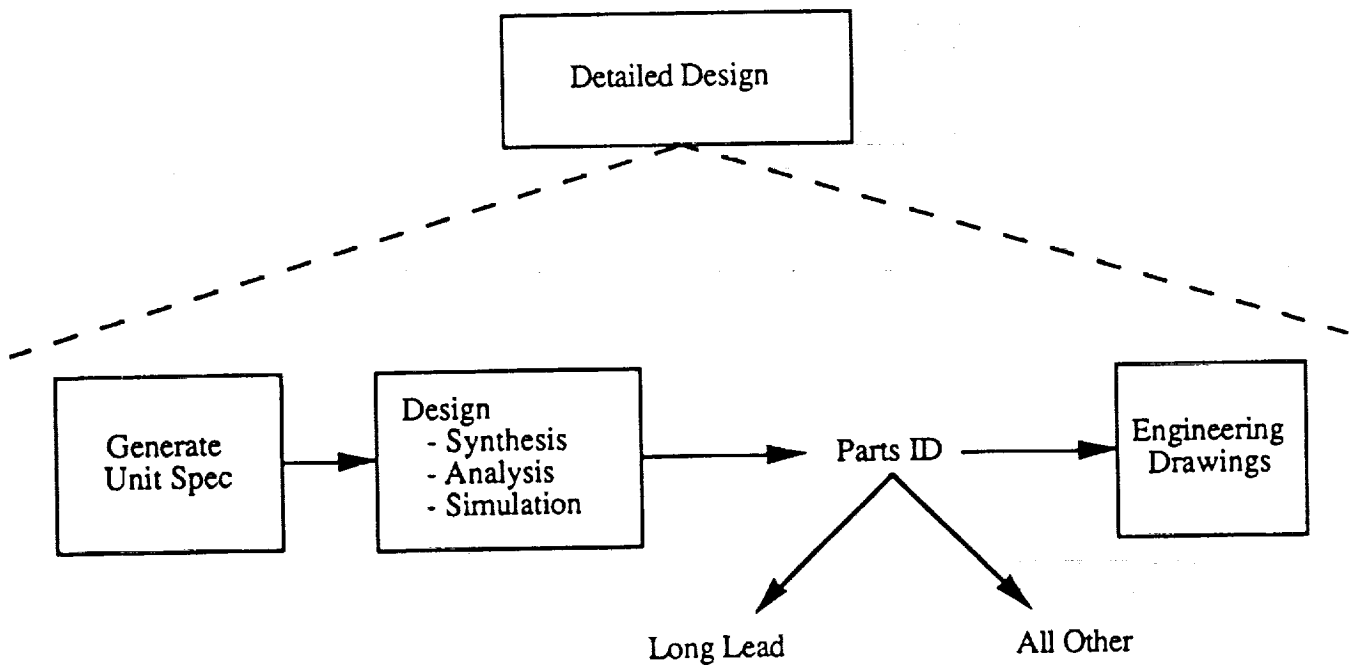 Detailed Design
Generate
Unit Spec
Design
- Synthesis
- Analysis
- Simulation
Parts ID
Engineering
Drawings
Long Lead
All Other